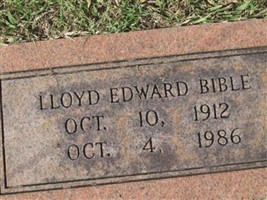 LLOYD EDWARD BIBLE
OCT. 10, 1912
OCT. 4, 1986